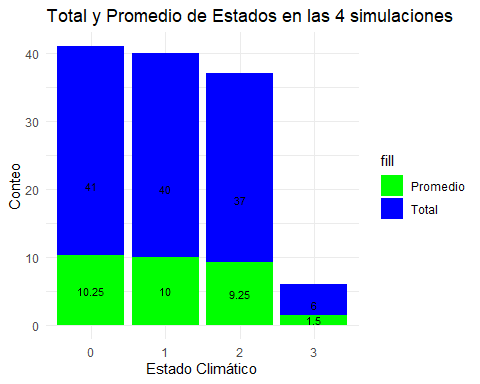 Total y Promedio de Estados en las 4 simulaciones
Conteo
40
30
20
10
0
41
40
37
6
10.25
10
9.25
1.5
0
1
2
3
Estado Climático
fill
Promedio
Total